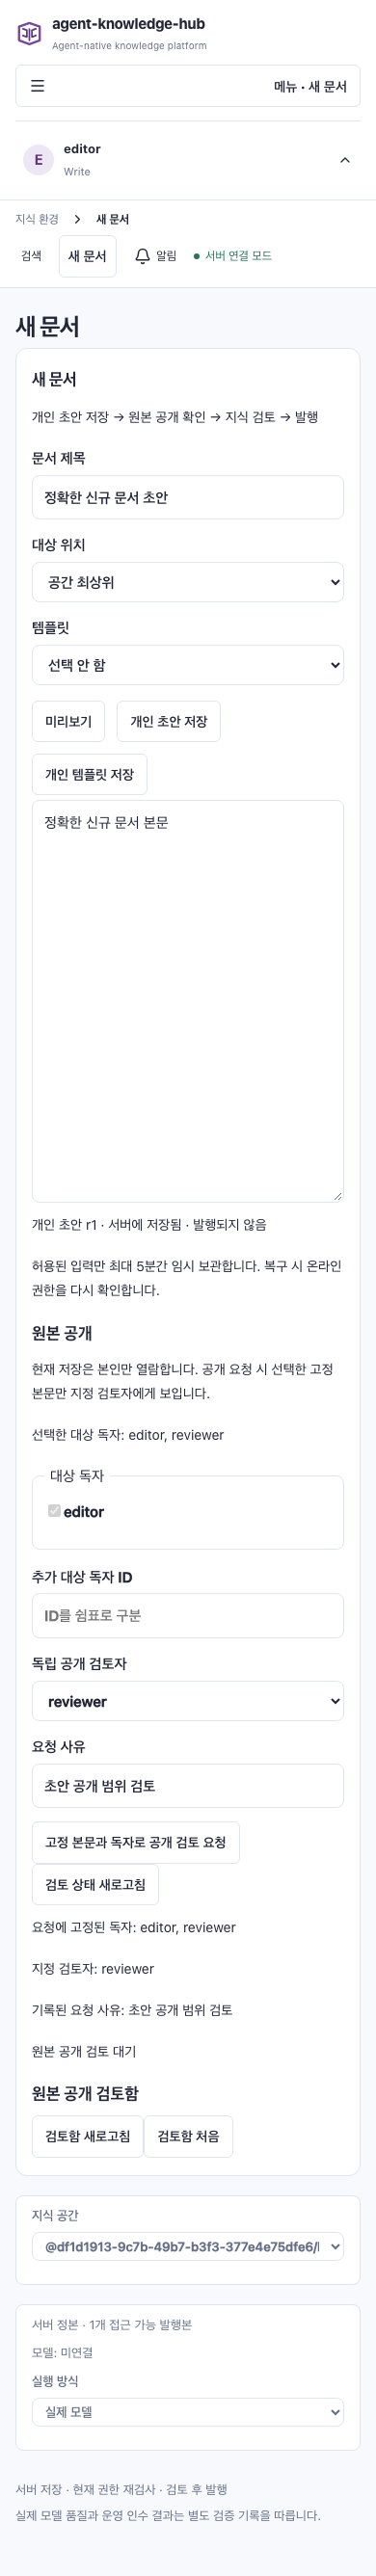 agent-knowledge-hub
Agent-native knowledge platform
메뉴 · 새 문서
E
editor
Write
지식 환경 > 새 문서
검색
새 문서
알림
서버 연결 모드
새 문서
새 문서
개인 초안 저장 → 원본 공개 확인 → 지식 검토 → 발행
문서 제목
정확한 신규 문서 초안
대상 위치
공간 최상위
템플릿
선택 안 함
미리보기
개인 초안 저장
개인 템플릿 저장
정확한 신규 문서 본문
개인 초안 r1 · 서버에 저장됨 · 발행되지 않음
허용된 입력만 최대 5분간 임시 보관합니다. 복구 시 온라인
권한을 다시 확인합니다.
원본 공개
현재 저장은 본인만 열람합니다. 공개 요청 시 선택한 고정
본문만 지정 검토자에게 보입니다.
선택한 대상 독자: editor, reviewer
대상 독자
editor
추가 대상 독자 ID
ID를 쉼표로 구분
독립 공개 검토자
reviewer
요청 사유
초안 공개 범위 검토
고정 본문과 독자로 공개 검토 요청
검토 상태 새로고침
요청에 고정된 독자: editor, reviewer
지정 검토자: reviewer
기록된 요청 사유: 초안 공개 범위 검토
원본 공개 검토 대기
원본 공개 검토함
검토함 새로고침
검토함 처음
지식 공간
@df1d1913-9c7b-49b7-b3f3-377e4e75dfe6/
서버 정본 · 1개 접근 가능 발행본
모델: 미연결
실행 방식
실제 모델
서버 저장 · 현재 권한 재검사 · 검토 후 발행
실제 모델 품질과 운영 인수 결과는 별도 검증 기록을 따릅니다.